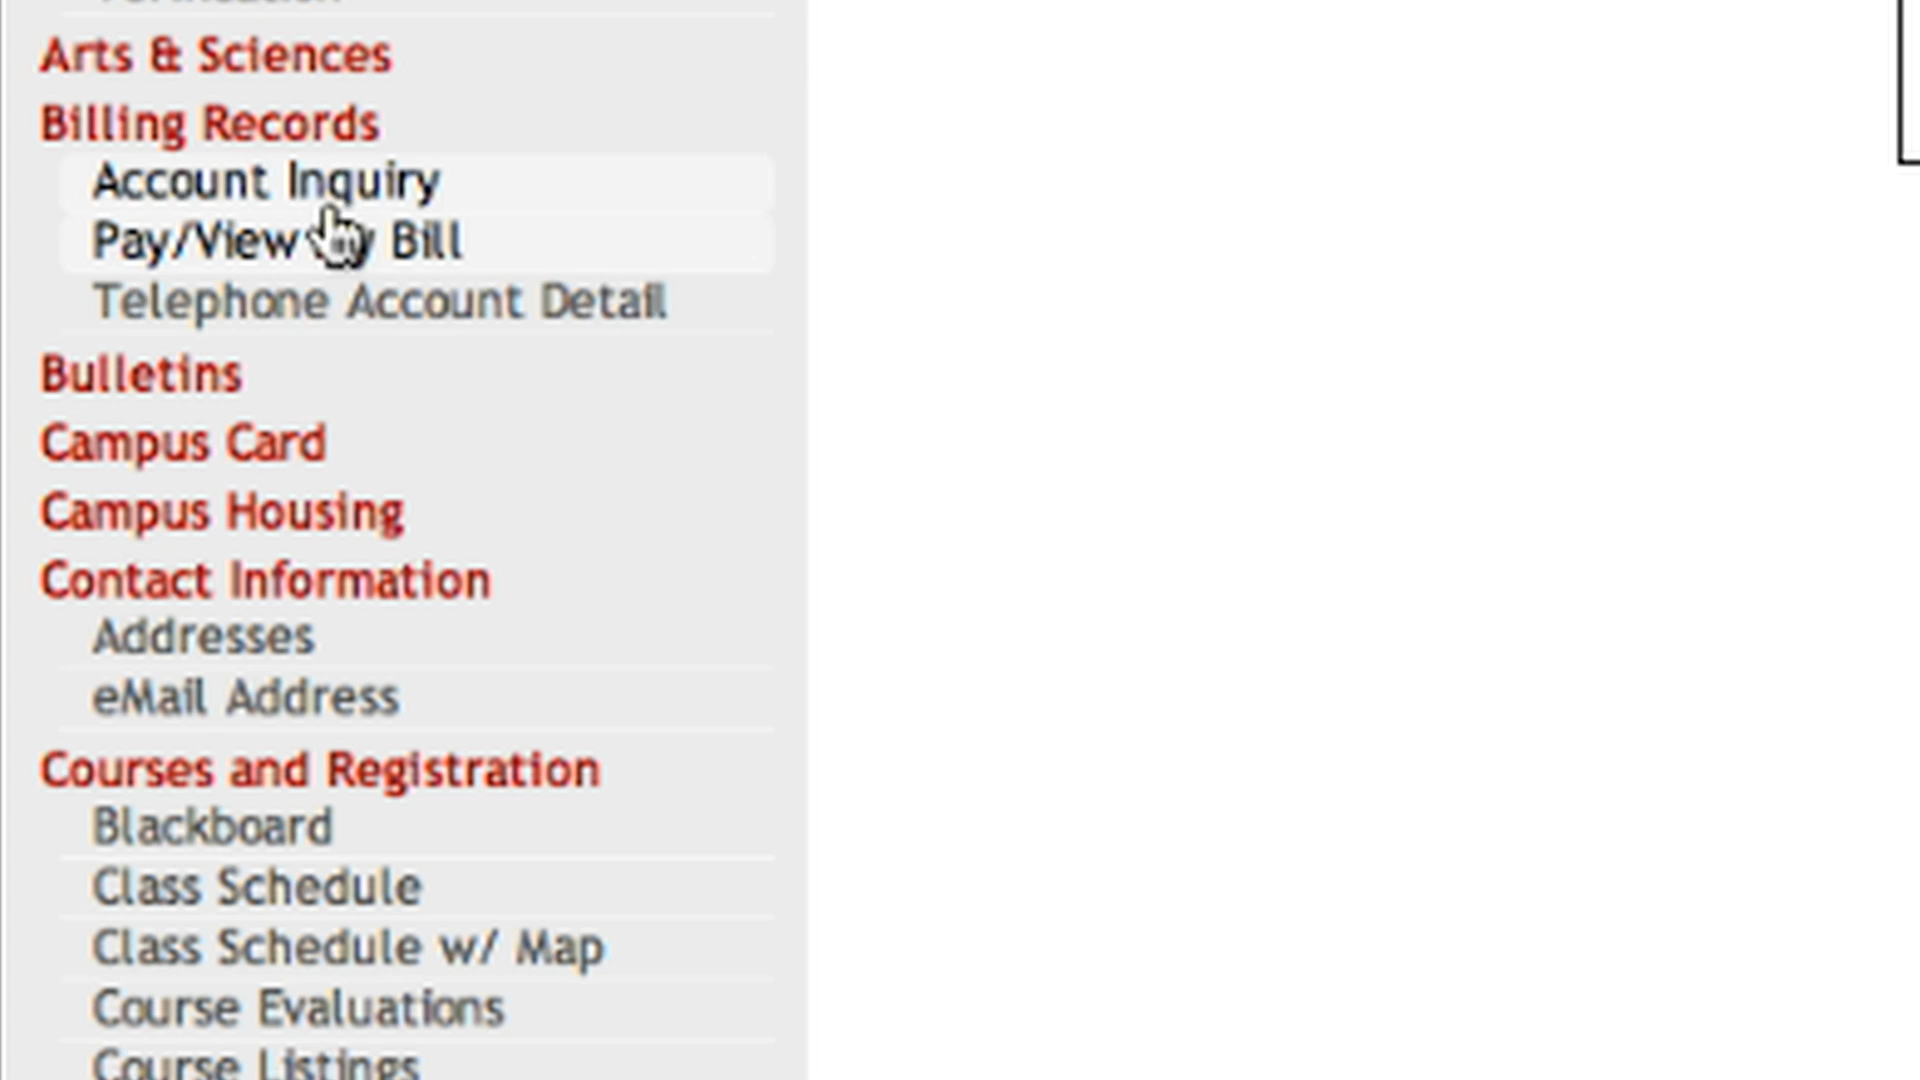 Arts & Sciences
Billing Records
Account Inquiry
Pay/View My Bill
Telephone Account Detail
Bulletins
Campus Card
Campus Housing
Contact Information
Addresses
eMail Address
Courses and Registration
Blackboard
Class Schedule
Class Schedule w/ Map
Course Evaluations
Course Listings